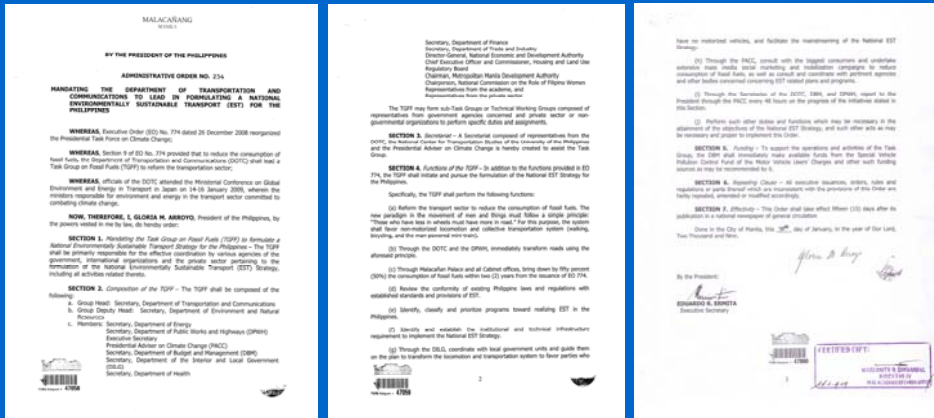 MALACAÑANG
MANILA
BY THE PRESIDENT OF THE PHILIPPINES
ADMINISTRATIVE ORDER NO. 254
MANDATING THE DEPARTMENT OF TRANSPORTATION AND
COMMUNICATIONS TO LEAD IN FORMULATING A NATIONAL
ENVIRONMENTALLY SUSTAINABLE TRANSPORT (EST) FOR THE
PHILIPPINES
WHEREAS, Executive Order (EO) No. 774 dated 26 December 2008 reorganized
the Presidential Task Force on Climate Change;
WHEREAS, Section 9 of EO No. 774 provided that to reduce the consumption of
fossil fuels, the Department of Transportation and Communications (DOTC) shall lead a
Task Group on Fossil Fuels (TGFF) to reform the transportation sector;
WHEREAS, officials of the DOTC attended the Ministerial Conference on Global
Environment and Energy in Transport in Japan on 14-16 January 2009, wherein the
ministers responsible for environment and energy in the transport sector committed to
combating climate change.
NOW, THEREFORE, I, GLORIA M. ARROYO, President of the Philippines, by
the powers vested in me by law, do hereby order:
SECTION 1. Mandating the Task Group on Fossil Fuels (TGFF) to formulate a
National Environmentally Sustainable Transport Strategy for the Philippines – The TGFF
shall be primarily responsible for the effective coordination by various agencies of the
government, international organizations and the private sector pertaining to the
formulation of the National Environmentally Sustainable Transport (EST) Strategy,
including all activities related thereto.
SECTION 2. Composition of the TGFF – The TGFF shall be composed of the
following:
a. Group Head: Secretary, Department of Transportation and Communications
b. Group Deputy Head: Secretary, Department of Environment and Natural
Resources
c. Members: Secretary, Department of Energy
Secretary, Department of Public Works and Highways (DPWH)
Executive Secretary
Presidential Adviser on Climate Change (PACC)
Secretary, Department of Budget and Management (DBM)
Secretary, Department of the Interior and Local Government
(DILG)
Secretary, Department of Health
47058
Secretary, Department of Finance
Secretary, Department of Trade and Industry
Director-General, National Economic and Development Authority
Chief Executive Officer and Commissioner, Housing and Land Use
Regulatory Board
Chairman, Metropolitan Manila Development Authority
Chairperson, National Commission on the Role of Filipino Women
Representatives from the academe, and
Representatives from the private sector
The TGFF may form sub-Task Groups or Technical Working Groups composed of
representatives from government agencies concerned and private sector or non-
governmental organizations to perform specific duties and assignments.
SECTION 3. Secretariat – A Secretariat composed of representatives from the
DOTC, the National Center for Transportation Studies of the University of the Philippines
and the Presidential Adviser on Climate Change is hereby created to assist the Task
Group.
SECTION 4. Functions of the TGFF – In addition to the functions provided in EO
774, the TGFF shall initiate and pursue the formulation of the National EST Strategy for
the Philippines.
Specifically, the TGFF shall perform the following functions:
(a) Reform the transport sector to reduce the consumption of fossil fuels. The
new paradigm in the movement of men and things must follow a simple principle:
"Those who have less in wheels must have more in road." For this purpose, the system
shall favor non-motorized locomotion and collective transportation system (walking,
bicycling, and the man-powered mini-train).
(b) Through the DOTC and the DPWH, immediately transform roads using the
aforesaid principle.
(c) Through Malacañan Palace and all Cabinet offices, bring down by fifty percent
(50%) the consumption of fossil fuels within two (2) years from the issuance of EO 774.
(d) Review the conformity of existing Philippine laws and regulations with
established standards and provisions of EST.
(e) Identify, classify and prioritize programs toward realizing EST in the
Philippines.
(f) Identify and establish the institutional and technical infrastructure
requirement to implement the National EST Strategy.
(g) Through the DILG, coordinate with local government units and guide them
on the plan to transform the locomotion and transportation system to favor parties who
2
47059
have no motorized vehicles, and facilitate the mainstreaming of the National EST
Strategy.
(h) Through the PACC, consult with the biggest consumers and undertake
extensive mass media social marketing and mobilization campaigns to reduce
consumption of fossil fuels, as well as consult and coordinate with pertinent agencies
and other bodies concerned regarding EST related plans and programs.
(i) Through the Secretaries of the DOTC, DBM, and DPWH, report to the
President through the PACC every 48 hours on the progress of the initiatives stated in
this Section.
(j) Perform such other duties and functions which may be necessary in the
attainment of the objectives of the National EST Strategy, and such other acts as may
be necessary and proper to implement this Order.
SECTION 5. Funding – To support the operations and activities of the Task
Group, the DBM shall immediately make available funds from the Special Vehicle
Pollution Control Fund of the Motor Vehicle Users' Charges and other such funding
sources as may be recommended by it.
SECTION 6. Repealing Clause – All executive issuances, orders, rules and
regulations or parts thereof which are inconsistent with the provisions of this Order are
hereby repealed, amended or modified accordingly.
SECTION 7. Effectivity – This Order shall take effect fifteen (15) days after its
publication in a national newspaper of general circulation
Done in the City of Manila, this 30th day of January, in the year of Our Lord,
Two Thousand and Nine.
Gloria M. Arroyo
By the President:
EDUARDO R. ERMITA
Executive Secretary
47060
3
CERTIFIED COPY: